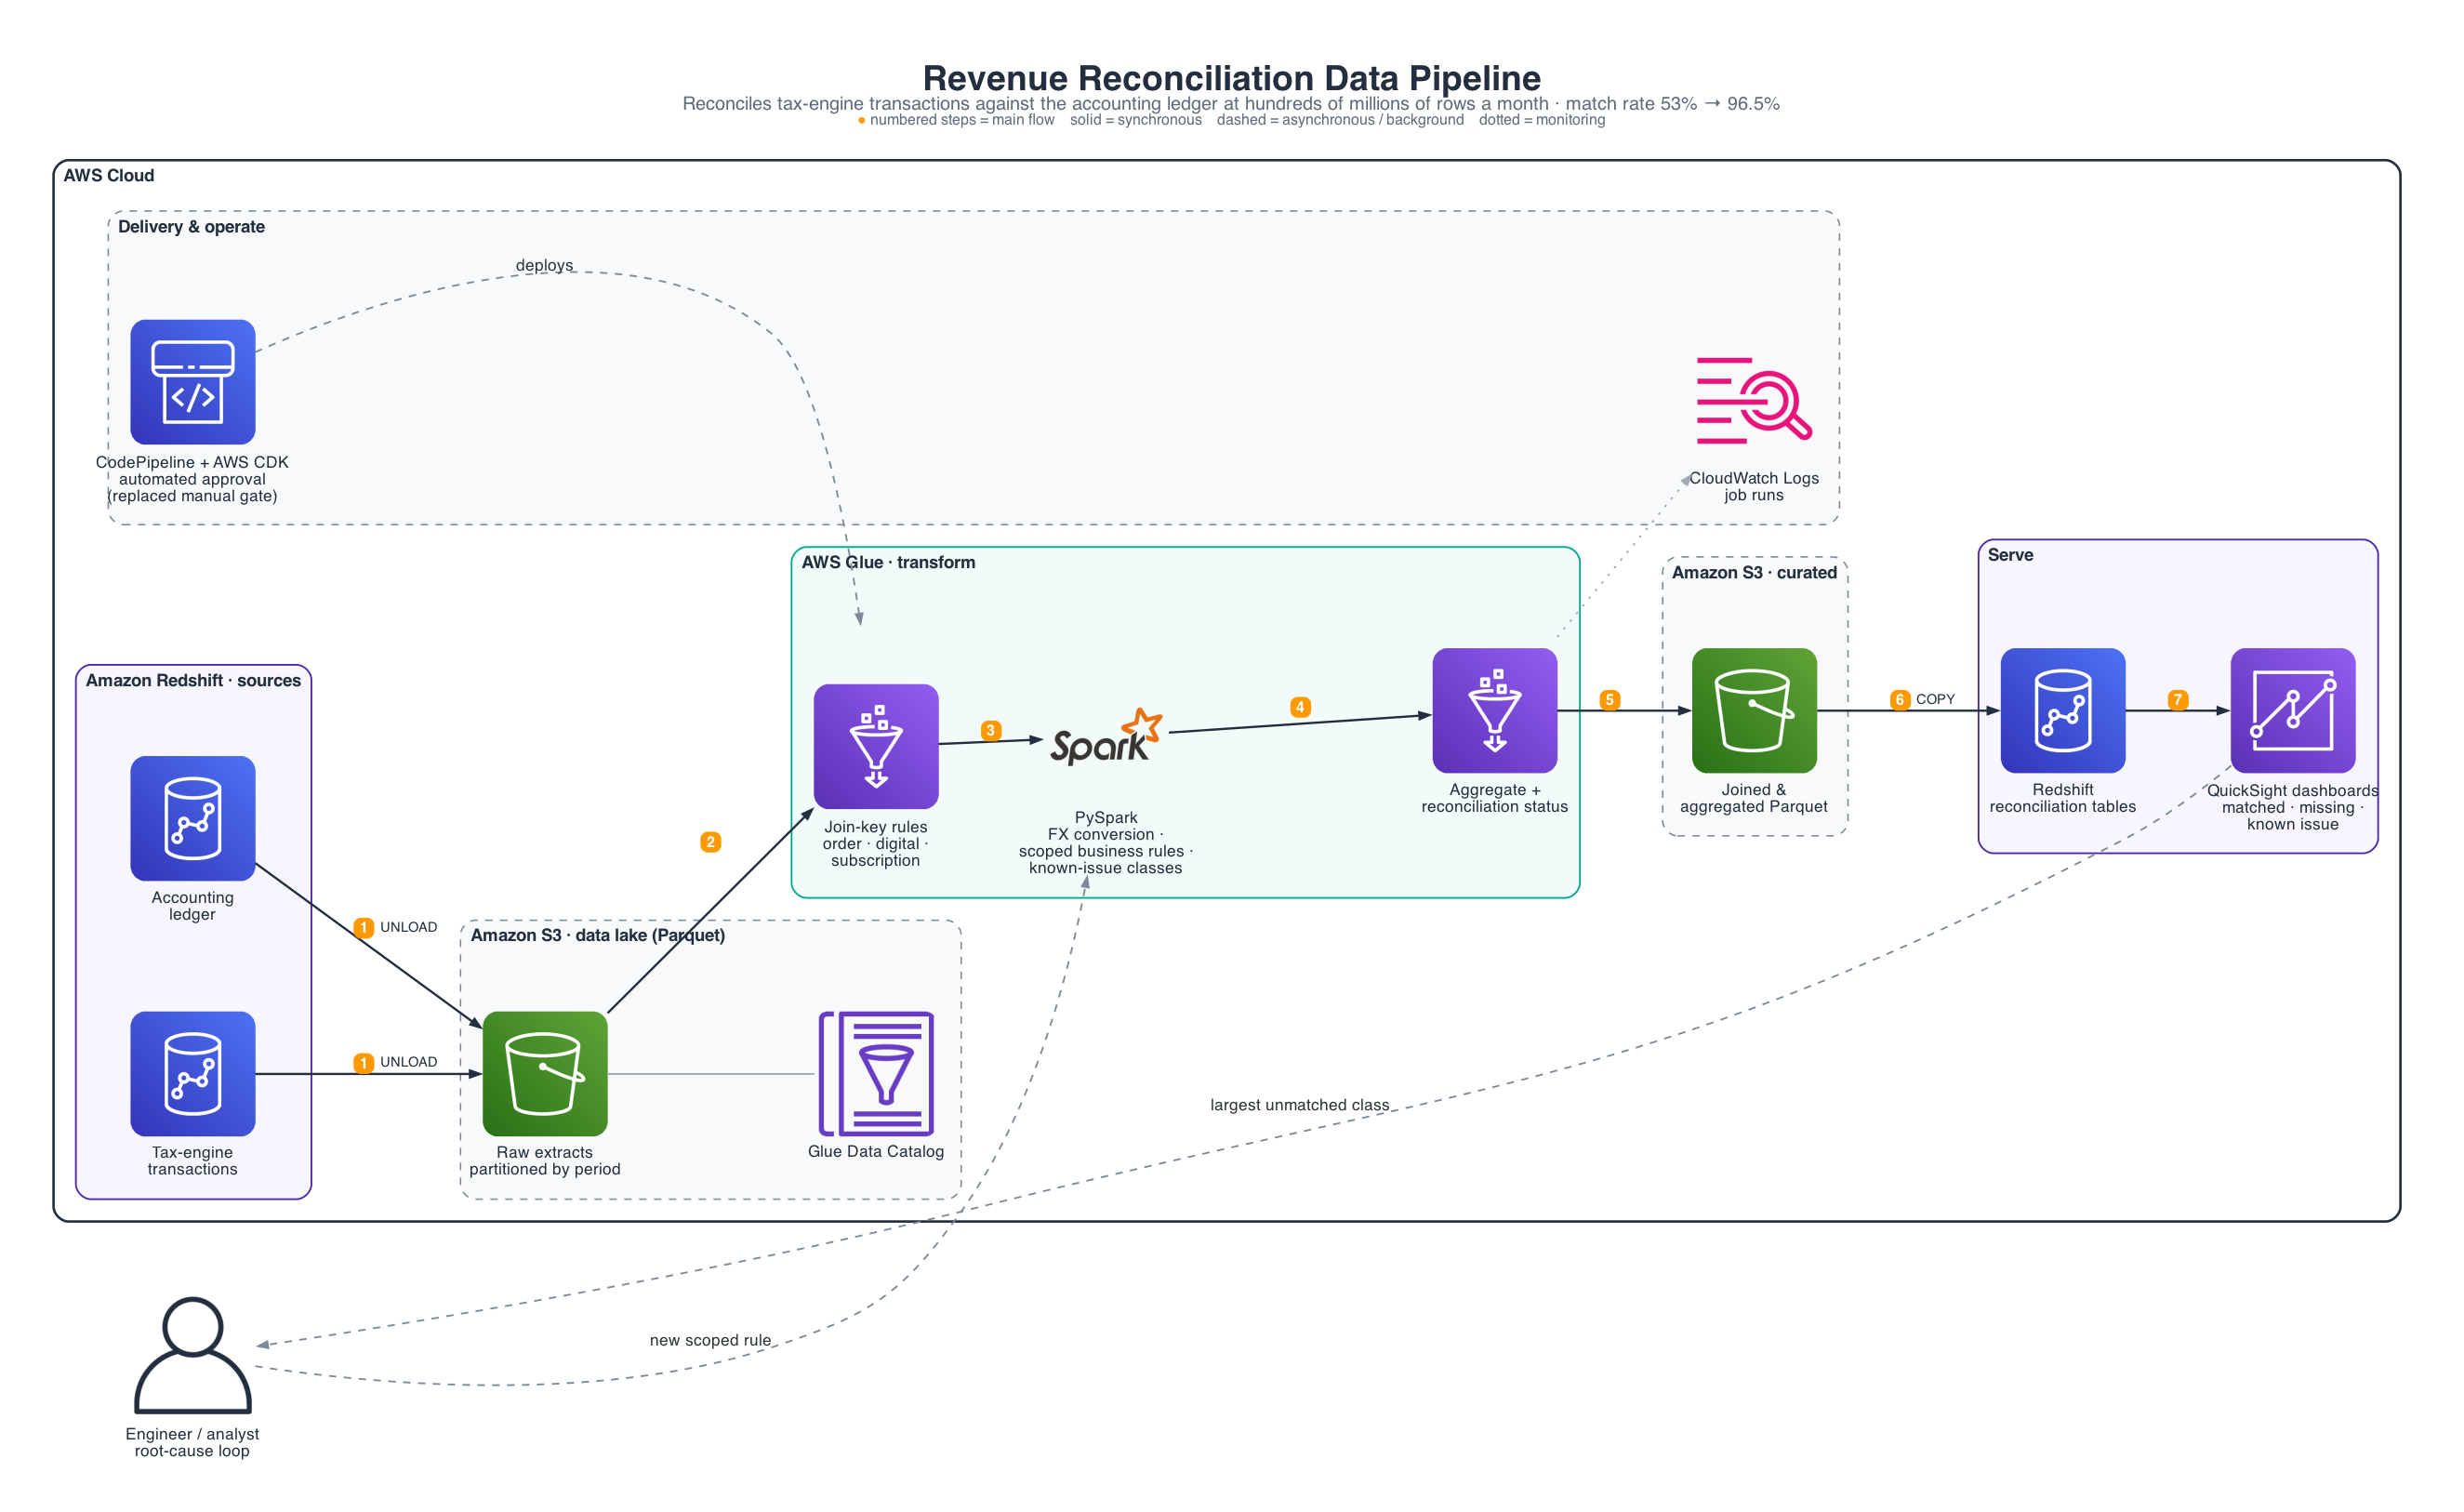 Revenue Reconciliation Data Pipeline
Reconciles tax-engine transactions against the accounting ledger at hundreds of millions of rows a month · match rate 53% → 96.5%
● numbered steps = main flow solid = synchronous dashed = asynchronous / background dotted = monitoring
AWS Cloud
Delivery & operate
deploys
CodePipeline + AWS CDK
automated approval
(replaced manual gate)
CloudWatch Logs
job runs
AWS Glue · transform
Amazon S3 · curated
Serve
Amazon Redshift · sources
Accounting
ledger
Tax-engine
transactions
1 UNLOAD
1 UNLOAD
Amazon S3 · data lake (Parquet)
Raw extracts
partitioned by period
Glue Data Catalog
2
Join-key rules
order · digital ·
subscription
3
Spark
PySpark
FX conversion ·
scoped business rules ·
known-issue classes
4
Aggregate +
reconciliation status
5
Joined &
aggregated Parquet
6 COPY
Redshift
reconciliation tables
7
QuickSight dashboards
matched · missing ·
known issue
largest unmatched class
new scoped rule
Engineer / analyst
root-cause loop